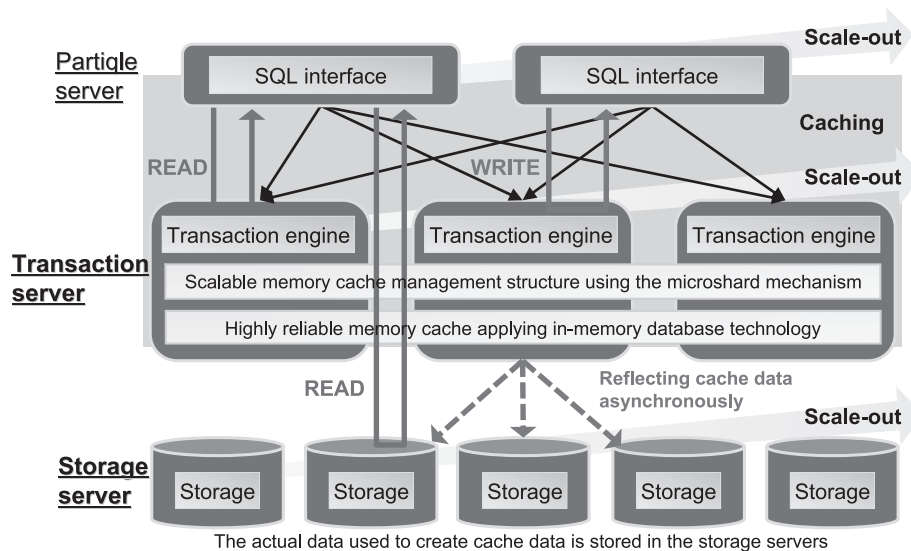 Scale-out
Partiqle
server
SQL interface
SQL interface
Caching
READ
WRITE
Scale-out
Transaction engine
Transaction engine
Transaction engine
Transaction
server
Scalable memory cache management structure using the microshard mechanism
Highly reliable memory cache applying in-memory database technology
READ
Reflecting cache data
asynchronously
Scale-out
Storage
server
Storage
Storage
Storage
Storage
Storage
The actual data used to create cache data is stored in the storage servers